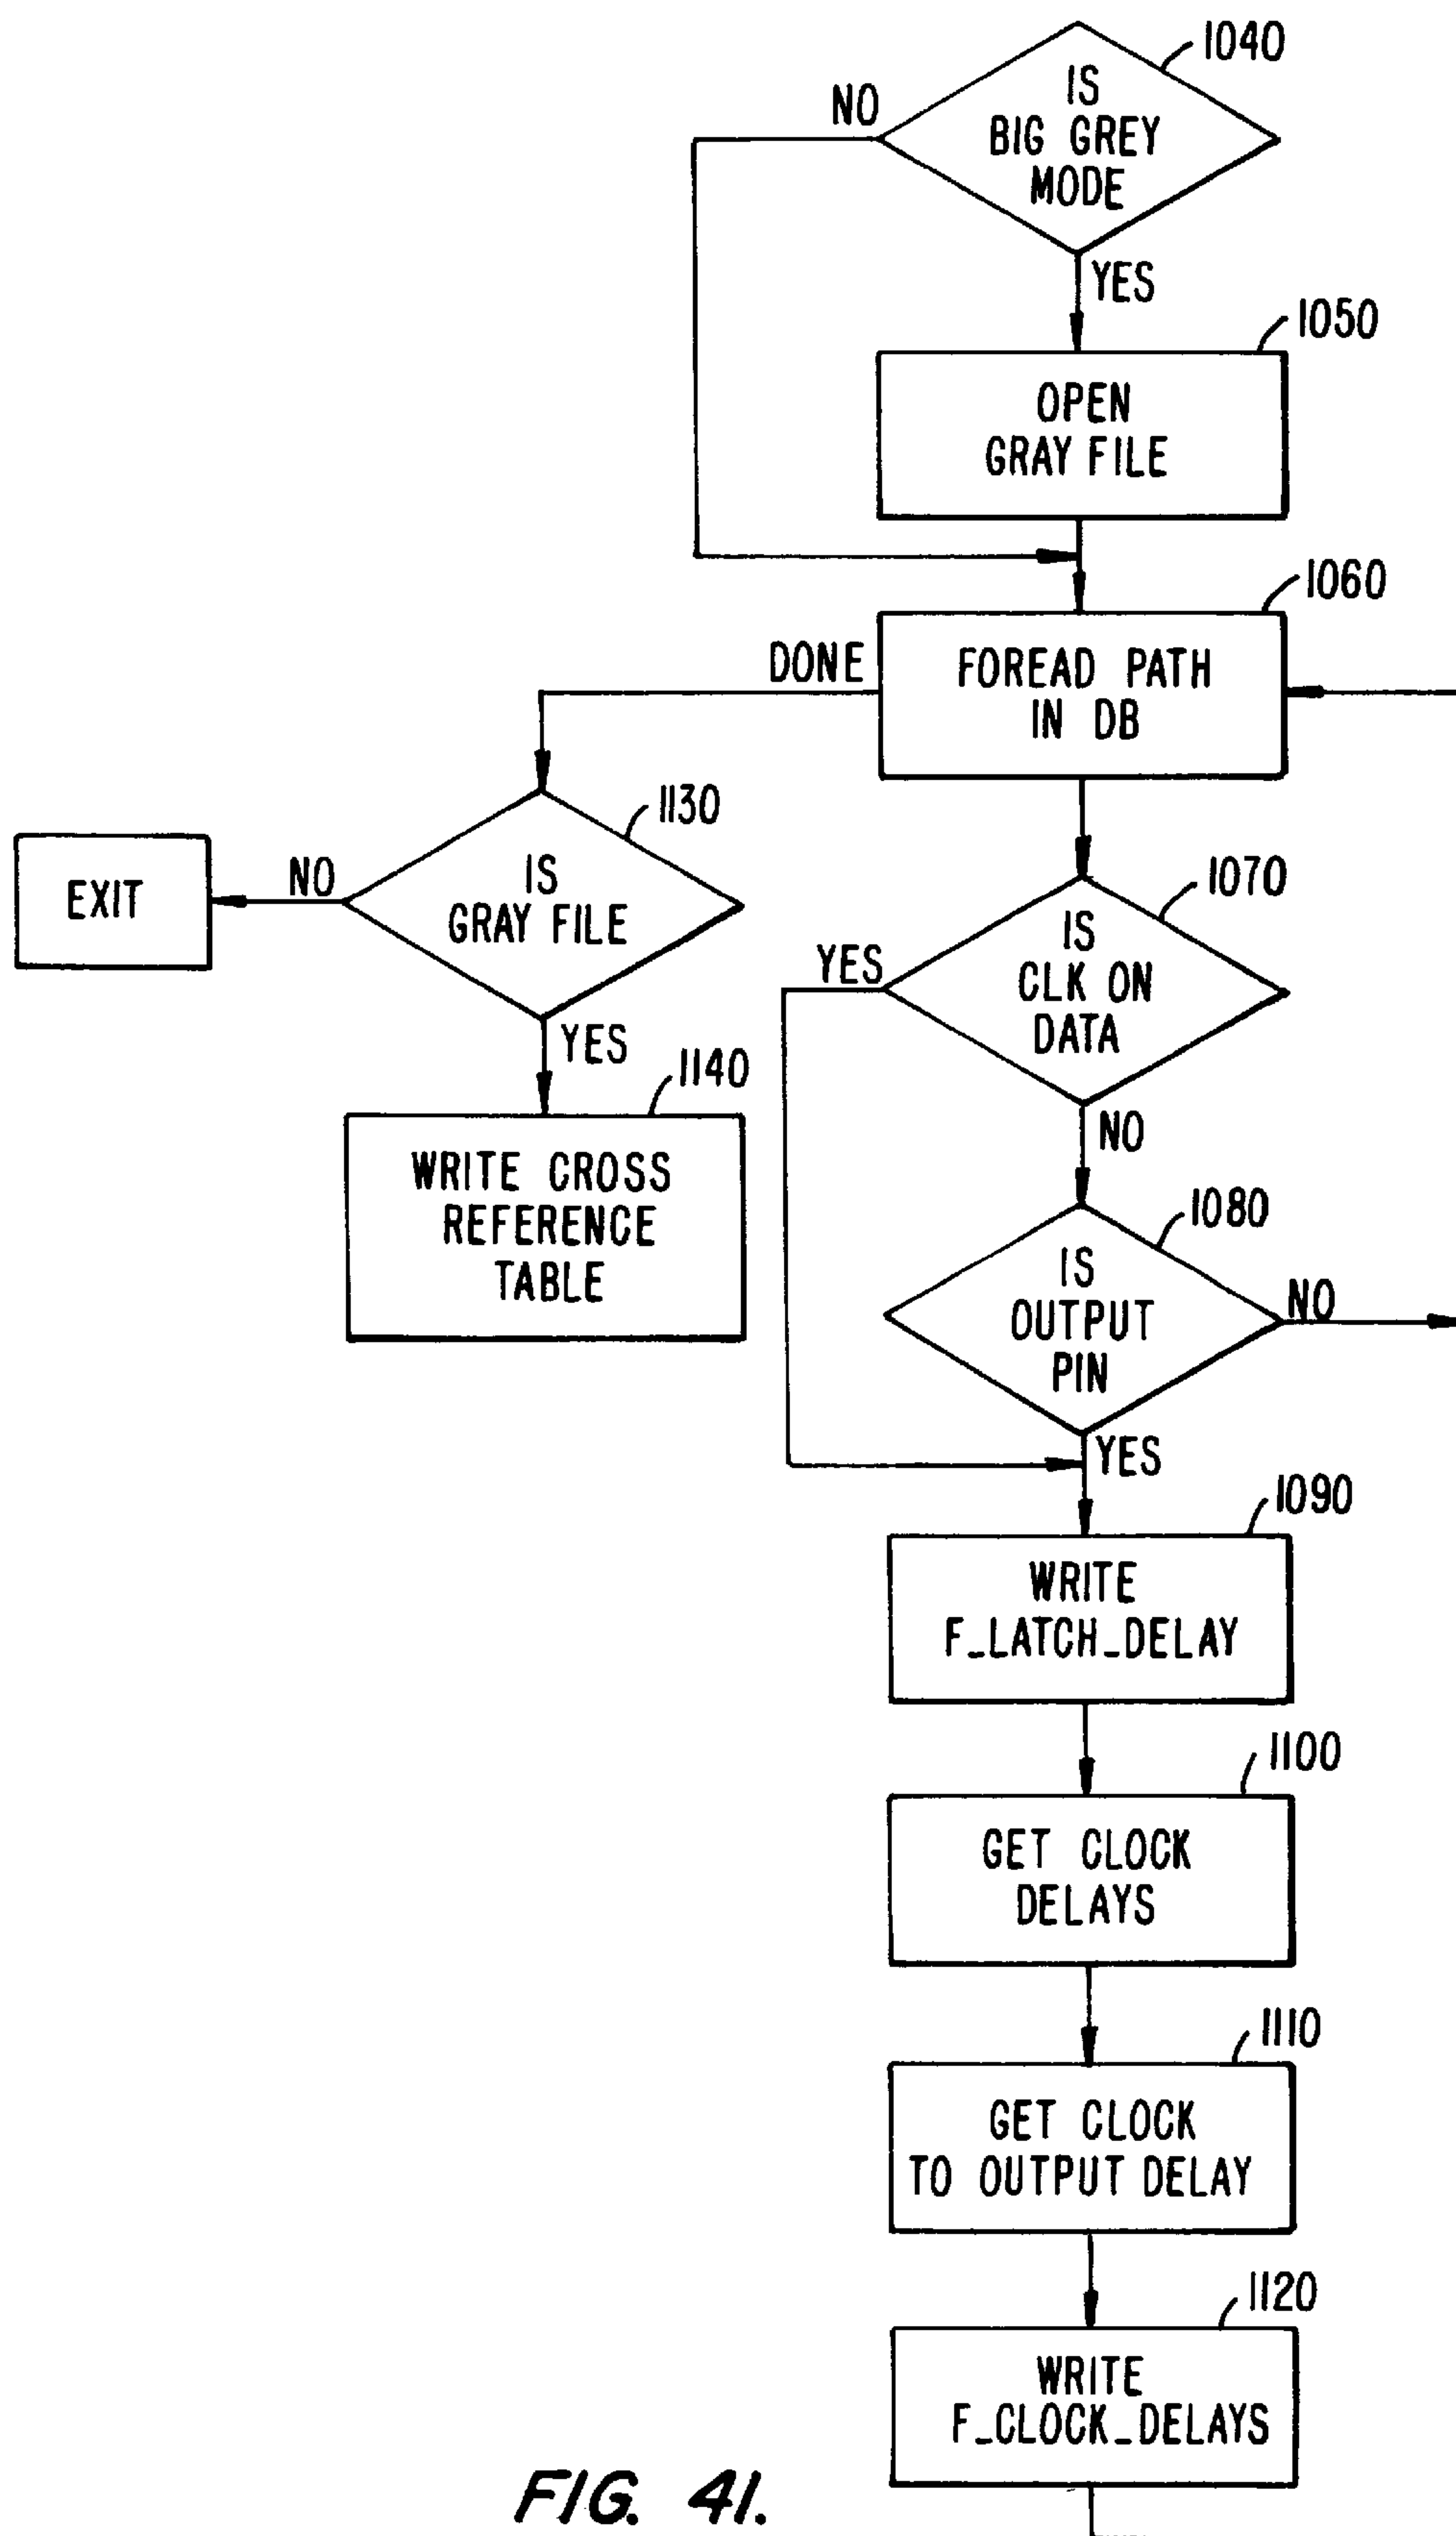 1040
IS
BIG GREY
MODE
NO
YES
1050
OPEN
GRAY FILE
1060
FOREAD PATH
IN DB
DONE
1130
IS
GRAY FILE
NO
EXIT
YES
1140
WRITE CROSS
REFERENCE
TABLE
1070
IS
CLK ON
DATA
YES
NO
1080
IS
OUTPUT
PIN
NO
YES
1090
WRITE
F_LATCH_DELAY
1100
GET CLOCK
DELAYS
1110
GET CLOCK
TO OUTPUT DELAY
1120
WRITE
F_CLOCK_DELAYS
FIG. 41.